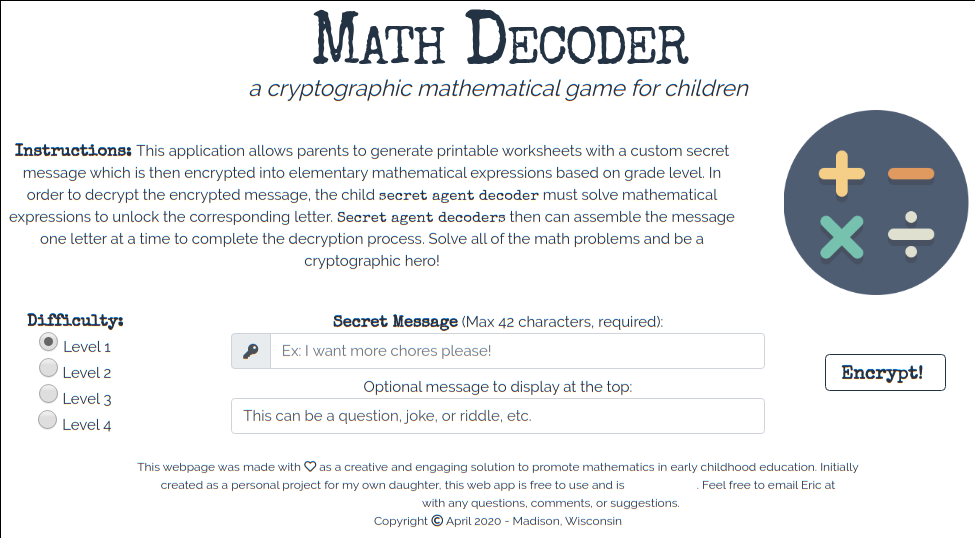 Math Decoder
a cryptographic mathematical game for children
Instructions: This application allows parents to generate printable worksheets with a custom secret
message which is then encrypted into elementary mathematical expressions based on grade level. In
order to decrypt the encrypted message, the child secret agent decoder must solve mathematical
expressions to unlock the corresponding letter. Secret agent decoders then can assemble the message
one letter at a time to complete the decryption process. Solve all of the math problems and be a
cryptographic hero!
Difficulty:
Level 1
Level 2
Level 3
Level 4
Secret Message (Max 42 characters, required):
Ex: I want more chores please!
Optional message to display at the top:
This can be a question, joke, or riddle, etc.
Encrypt!
This webpage was made with ♡ as a creative and engaging solution to promote mathematics in early childhood education. Initially
created as a personal project for my own daughter, this web app is free to use and is . Feel free to email Eric at
with any questions, comments, or suggestions.
Copyright © April 2020 - Madison, Wisconsin